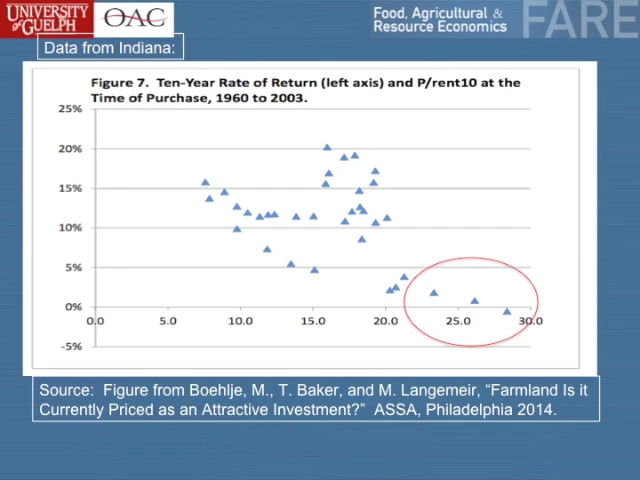 UNIVERSITY
of GUELPH
OAC
Food, Agricultural &
Resource Economics
FARE
Data from Indiana:
Figure 7. Ten-Year Rate of Return (left axis) and P/rent10 at the
Time of Purchase, 1960 to 2003.
25%
20%
15%
10%
5%
0%
0.0 5.0 10.0 15.0 20.0 25.0 30.0
-5%
Source: Figure from Boehlje, M., T. Baker, and M. Langemeir, “Farmland Is it
Currently Priced as an Attractive Investment?” ASSA, Philadelphia 2014.